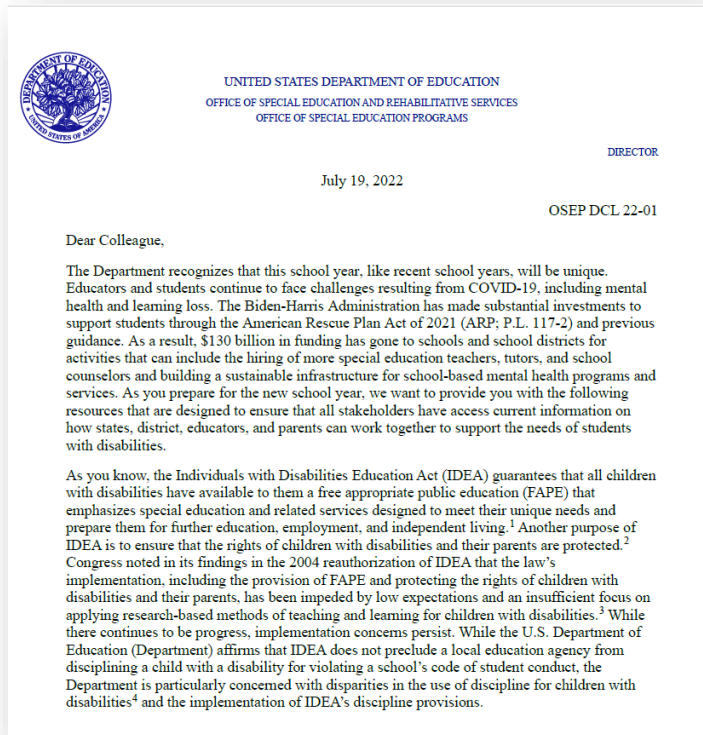 DEPARTMENT OF EDUCATION
UNITED STATES OF AMERICA
UNITED STATES DEPARTMENT OF EDUCATION
OFFICE OF SPECIAL EDUCATION AND REHABILITATIVE SERVICES
OFFICE OF SPECIAL EDUCATION PROGRAMS
DIRECTOR
July 19, 2022
OSEP DCL 22-01
Dear Colleague,
The Department recognizes that this school year, like recent school years, will be unique.
Educators and students continue to face challenges resulting from COVID-19, including mental
health and learning loss. The Biden-Harris Administration has made substantial investments to
support students through the American Rescue Plan Act of 2021 (ARP; P.L. 117-2) and previous
guidance. As a result, $130 billion in funding has gone to schools and school districts for
activities that can include the hiring of more special education teachers, tutors, and school
counselors and building a sustainable infrastructure for school-based mental health programs and
services. As you prepare for the new school year, we want to provide you with the following
resources that are designed to ensure that all stakeholders have access current information on
how states, district, educators, and parents can work together to support the needs of students
with disabilities.
As you know, the Individuals with Disabilities Education Act (IDEA) guarantees that all children
with disabilities have available to them a free appropriate public education (FAPE) that
emphasizes special education and related services designed to meet their unique needs and
prepare them for further education, employment, and independent living.¹ Another purpose of
IDEA is to ensure that the rights of children with disabilities and their parents are protected.²
Congress noted in its findings in the 2004 reauthorization of IDEA that the law's
implementation, including the provision of FAPE and protecting the rights of children with
disabilities and their parents, has been impeded by low expectations and an insufficient focus on
applying research-based methods of teaching and learning for children with disabilities.³ While
there continues to be progress, implementation concerns persist. While the U.S. Department of
Education (Department) affirms that IDEA does not preclude a local education agency from
disciplining a child with a disability for violating a school's code of student conduct, the
Department is particularly concerned with disparities in the use of discipline for children with
disabilities⁴ and the implementation of IDEA's discipline provisions.